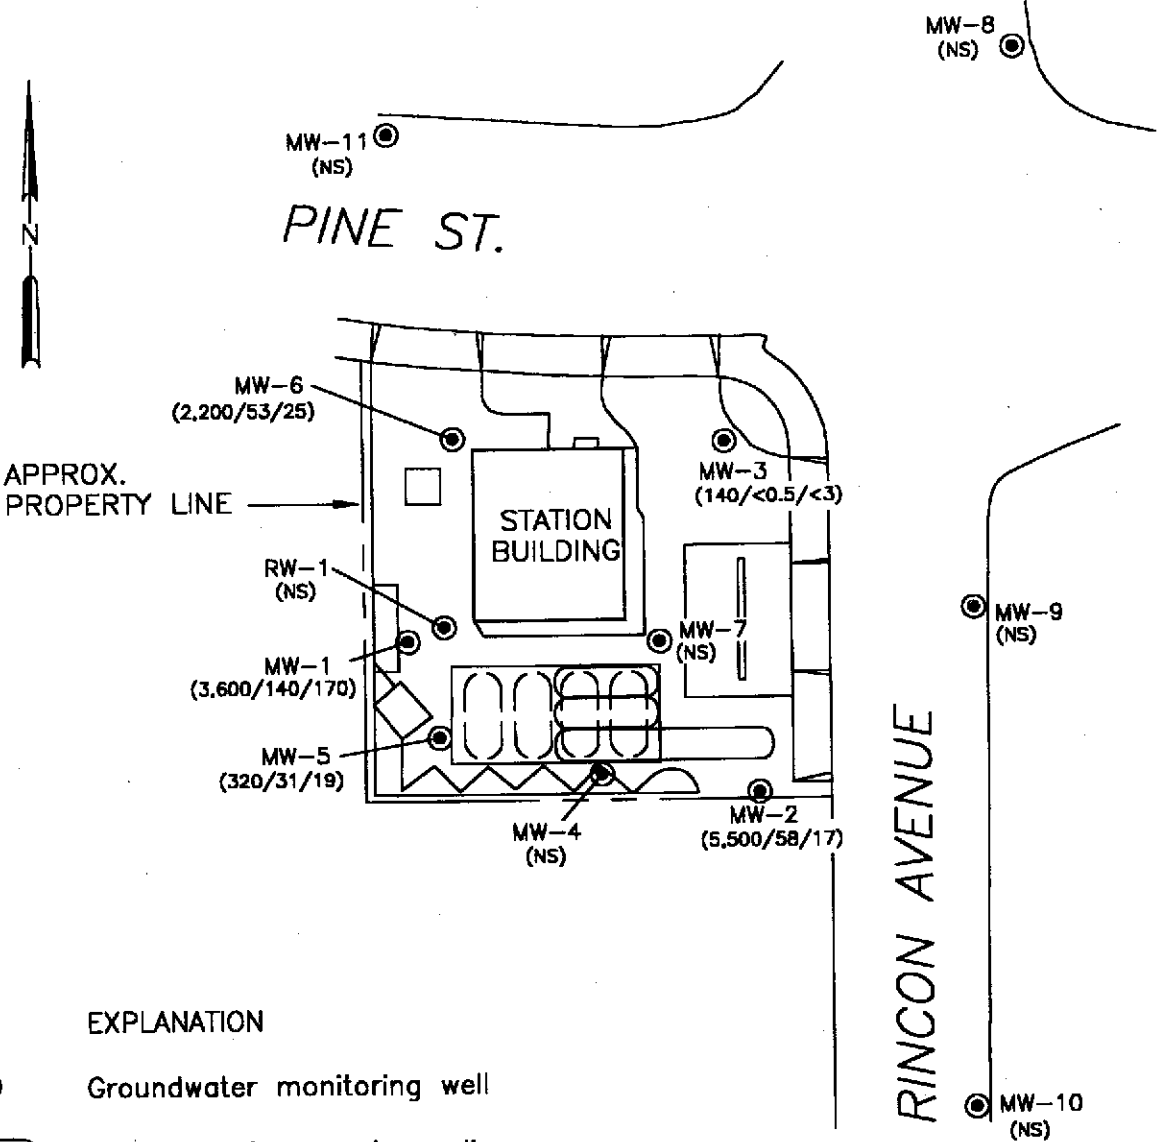 MW-8
(NS)
MW-11
(NS)
PINE ST.
N
MW-6
(2,200/53/25)
APPROX.
PROPERTY LINE
MW-3
(140/<0.5/<3)
STATION
BUILDING
RW-1
(NS)
MW-9
(NS)
MW-7
(NS)
MW-1
(3,600/140/170)
MW-5
(320/31/19)
MW-4
(NS)
MW-2
(5,500/58/17)
RINCON AVENUE
EXPLANATION
Groundwater monitoring well
MW-10
(NS)